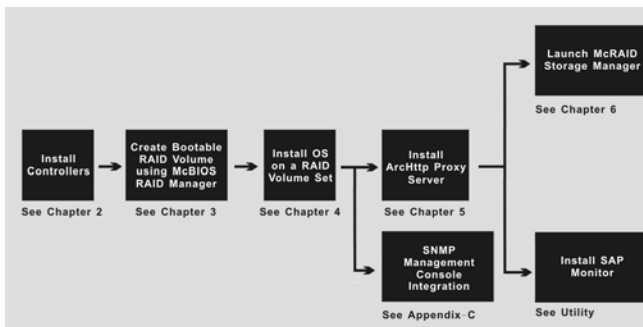 Install
Controllers
See Chapter 2
Create Bootable
RAID Volume
using McBIOS
RAID Manager
See Chapter 3
Install OS
on a RAID
Volume Set
See Chapter 4
Install
ArcHttp Proxy
Server
See Chapter 5
SNMP
Management
Console
Integration
See Appendix-C
Launch McRAID
Storage Manager
See Chapter 6
Install SAP
Monitor
See Utility